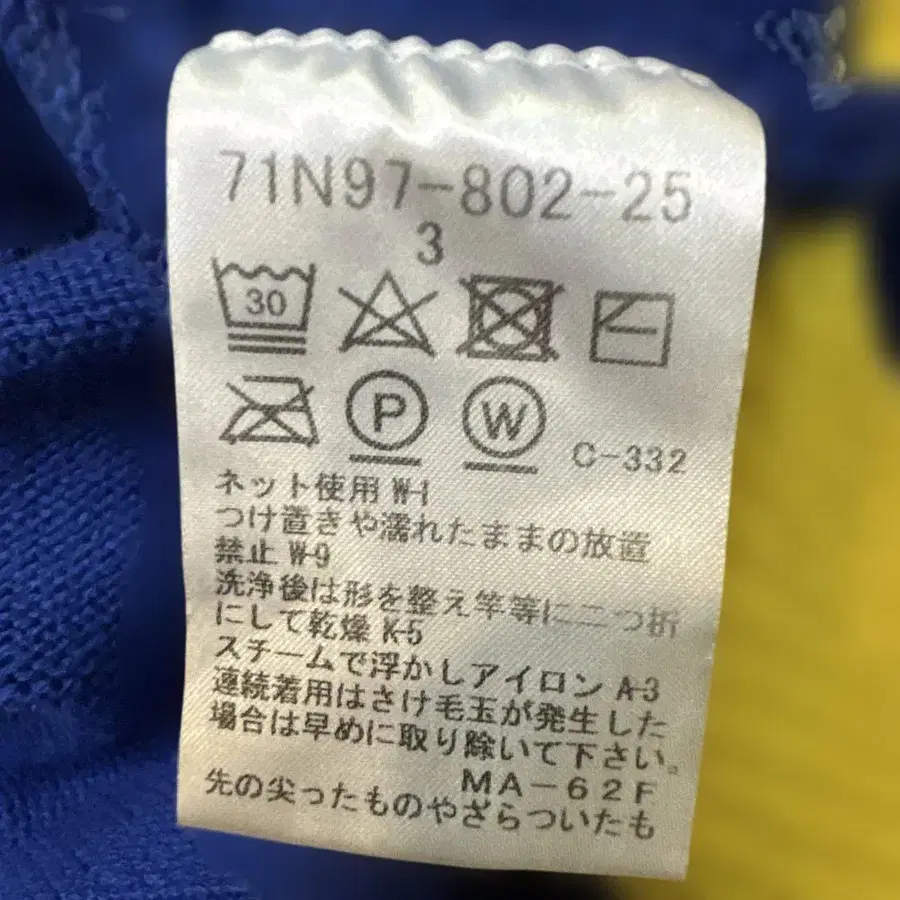 71N97-802-25
3
30
P W C-332
ネット使用 W-1
つけ置きや濡れたままの放置
禁止 W-9
洗浄後は形を整え竿等に二つ折
にして乾燥 K-5
スチームで浮かしアイロン A-3
連続着用はさけ毛玉が発生した
場合は早めに取り除いて下さい。
MA-62F
先の尖ったものやざらついたも